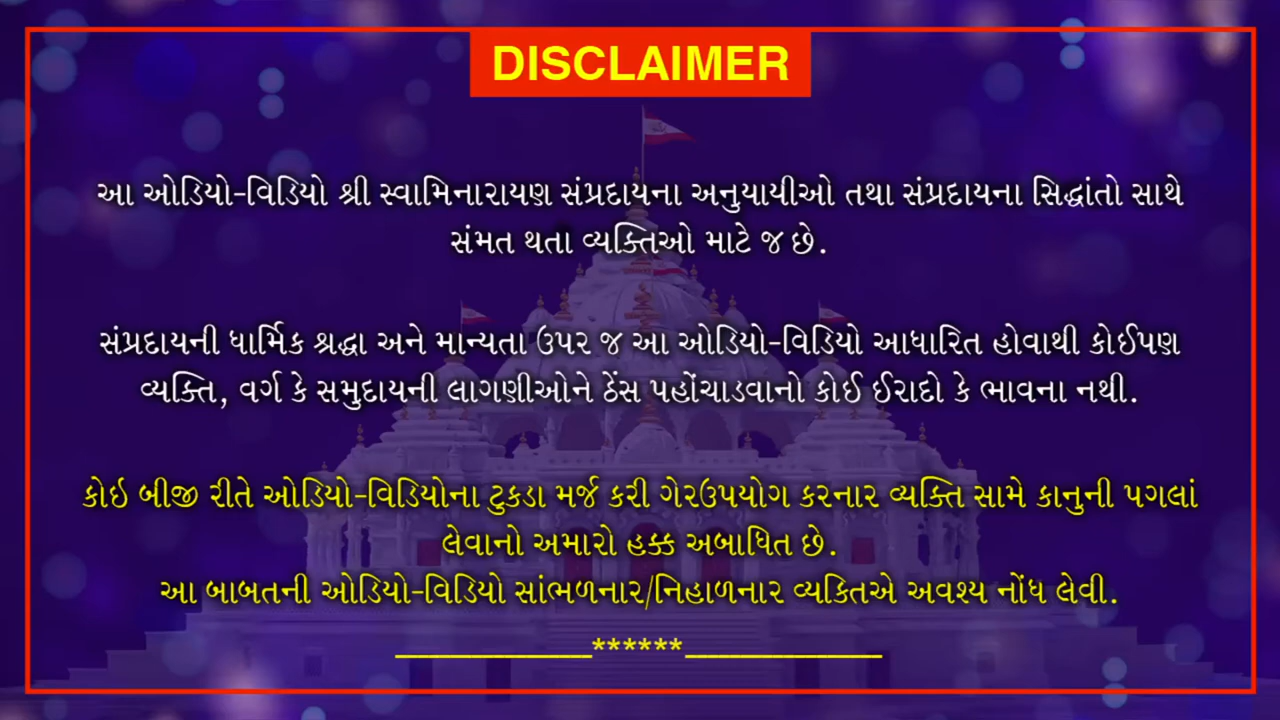 DISCLAIMER
આ ઓડિયો-વિડિયો શ્રી સ્વામિનારાયણ સંપ્રદાયના અનુયાયીઓ તથા સંપ્રદાયના સિદ્ધાંતો સાથે
સંમત થતા વ્યક્તિઓ માટે જ છે.
સંપ્રદાયની ધાર્મિક શ્રદ્ધા અને માન્યતા ઉપર જ આ ઓડિયો-વિડિયો આધારિત હોવાથી કોઈપણ
વ્યક્તિ, વર્ગ કે સમુદાયની લાગણીઓને ઠેંસ પહોંચાડવાનો કોઈ ઈરાદો કે ભાવના નથી.
કોઇ બીજી રીતે ઓડિયો-વિડિયોના ટુકડા મર્જ કરી ગેરઉપયોગ કરનાર વ્યક્તિ સામે કાનુની પગલાં
લેવાનો અમારો હક્ક અબાધિત છે.
આ બાબતની ઓડિયો-વિડિયો સાંભળનાર/નિહાળનાર વ્યકિતએ અવશ્ય નોંધ લેવી.
______________******______________